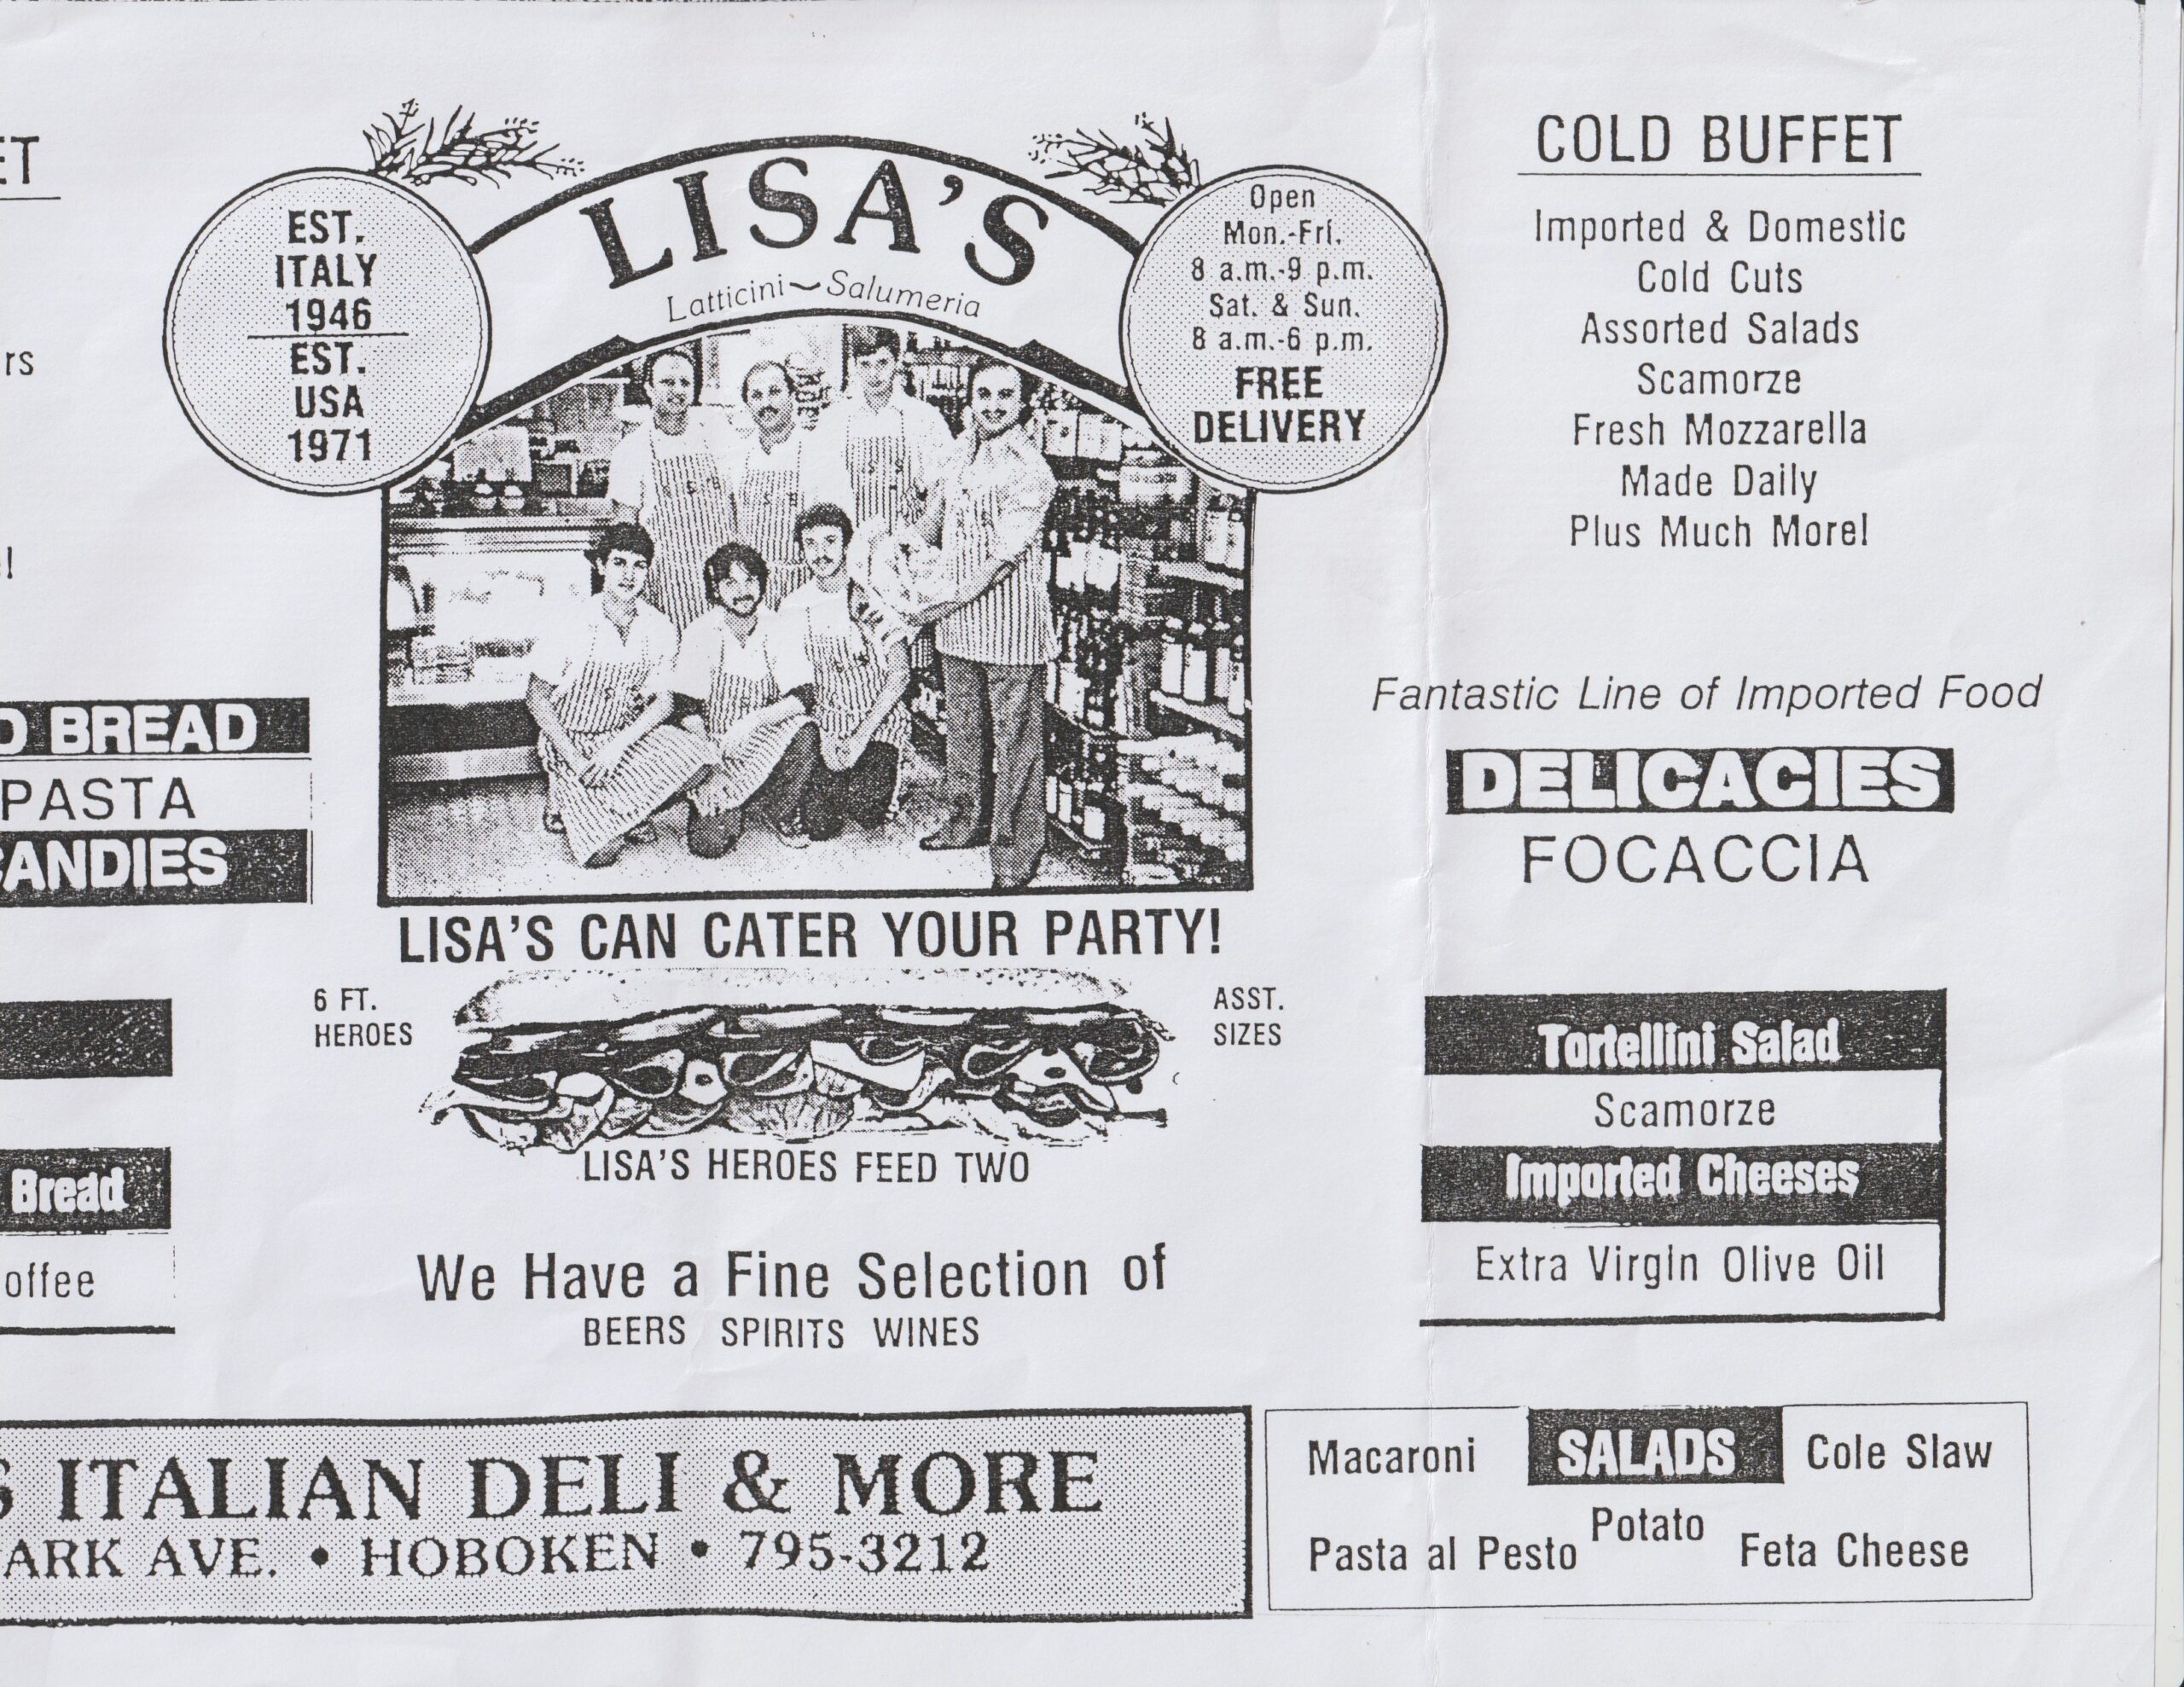 EST.
ITALY
1946
EST.
USA
1971
LISA'S
Latticini~Salumeria
Open
Mon.-Fri.
8 a.m.-9 p.m.
Sat. & Sun.
8 a.m.-6 p.m.
FREE
DELIVERY
BREAD
PASTA
ANDIES
Bread
offee
LISA'S CAN CATER YOUR PARTY!
6 FT.
HEROES
ASST.
SIZES
LISA'S HEROES FEED TWO
We Have a Fine Selection of
BEERS SPIRITS WINES
COLD BUFFET
Imported & Domestic
Cold Cuts
Assorted Salads
Scamorze
Fresh Mozzarella
Made Daily
Plus Much More!
Fantastic Line of Imported Food
DELICACIES
FOCACCIA
Tortellini Salad
Scamorze
Imported Cheeses
Extra Virgin Olive Oil
S ITALIAN DELI & MORE
ARK AVE. • HOBOKEN • 795-3212
SALADS
Macaroni
Cole Slaw
Potato
Pasta al Pesto
Feta Cheese